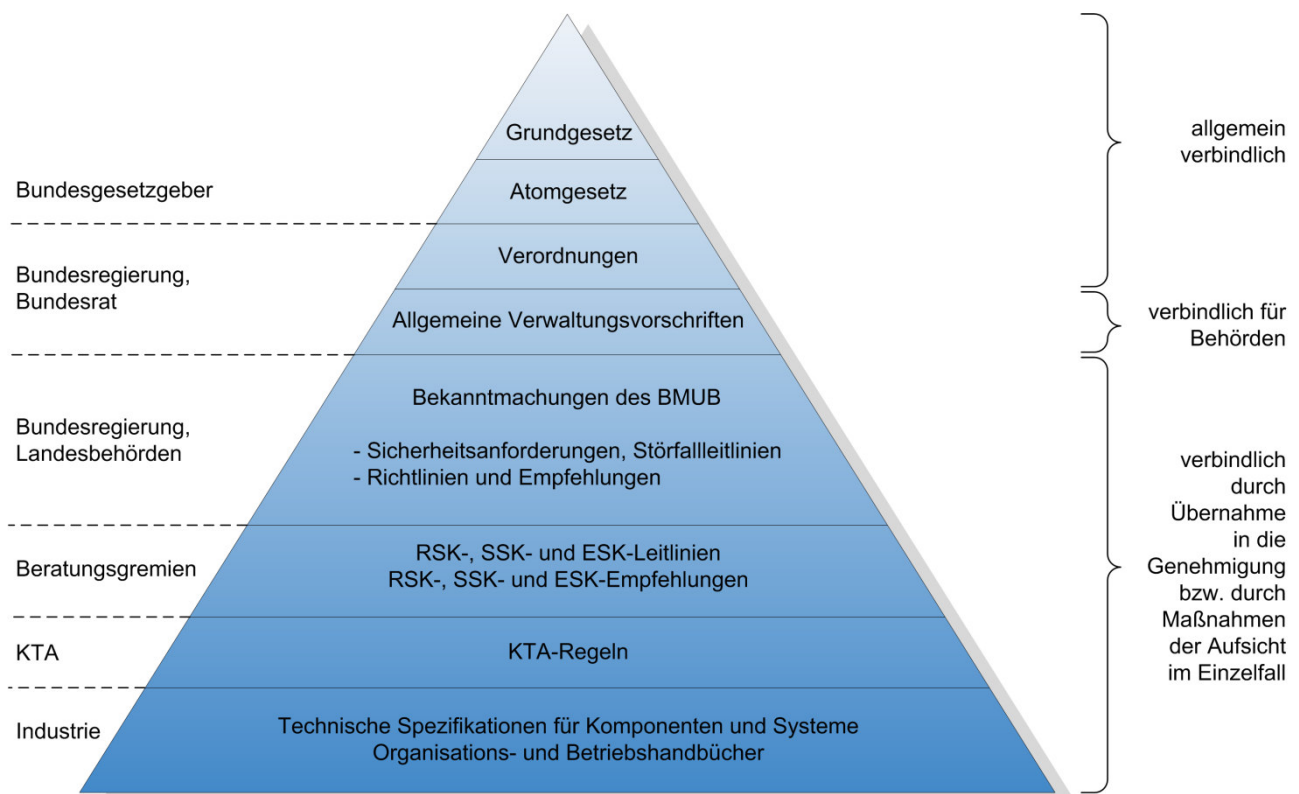 Grundgesetz
Bundesgesetzgeber
Atomgesetz
Bundesregierung,
Bundesrat
Verordnungen
Allgemeine Verwaltungsvorschriften
Bundesregierung,
Landesbehörden
Bekanntmachungen des BMUB
- Sicherheitsanforderungen, Störfallleitlinien
- Richtlinien und Empfehlungen
Beratungsgremien
RSK-, SSK- und ESK-Leitlinien
RSK-, SSK- und ESK-Empfehlungen
KTA
KTA-Regeln
Industrie
Technische Spezifikationen für Komponenten und Systeme
Organisations- und Betriebshandbücher
allgemein
verbindlich
verbindlich für
Behörden
verbindlich
durch
Übernahme
in die
Genehmigung
bzw. durch
Maßnahmen
der Aufsicht
im Einzelfall